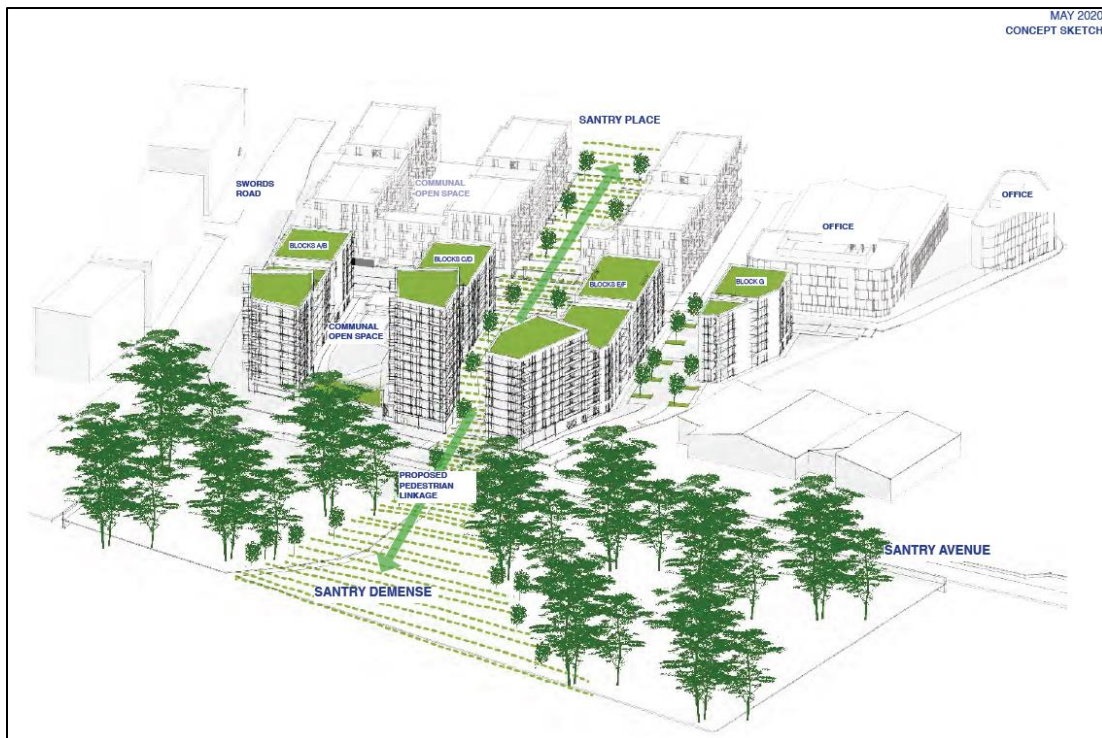 MAY 2020
CONCEPT SKETCH
SANTRY PLACE
SWORDS
ROAD
COMMUNAL
OPEN SPACE
OFFICE
OFFICE
BLOCKS A/B
BLOCKS C/D
BLOCKS E/F
BLOCK G
COMMUNAL
OPEN SPACE
PROPOSED
PEDESTRIAN
LINKAGE
SANTRY AVENUE
SANTRY DEMENSE